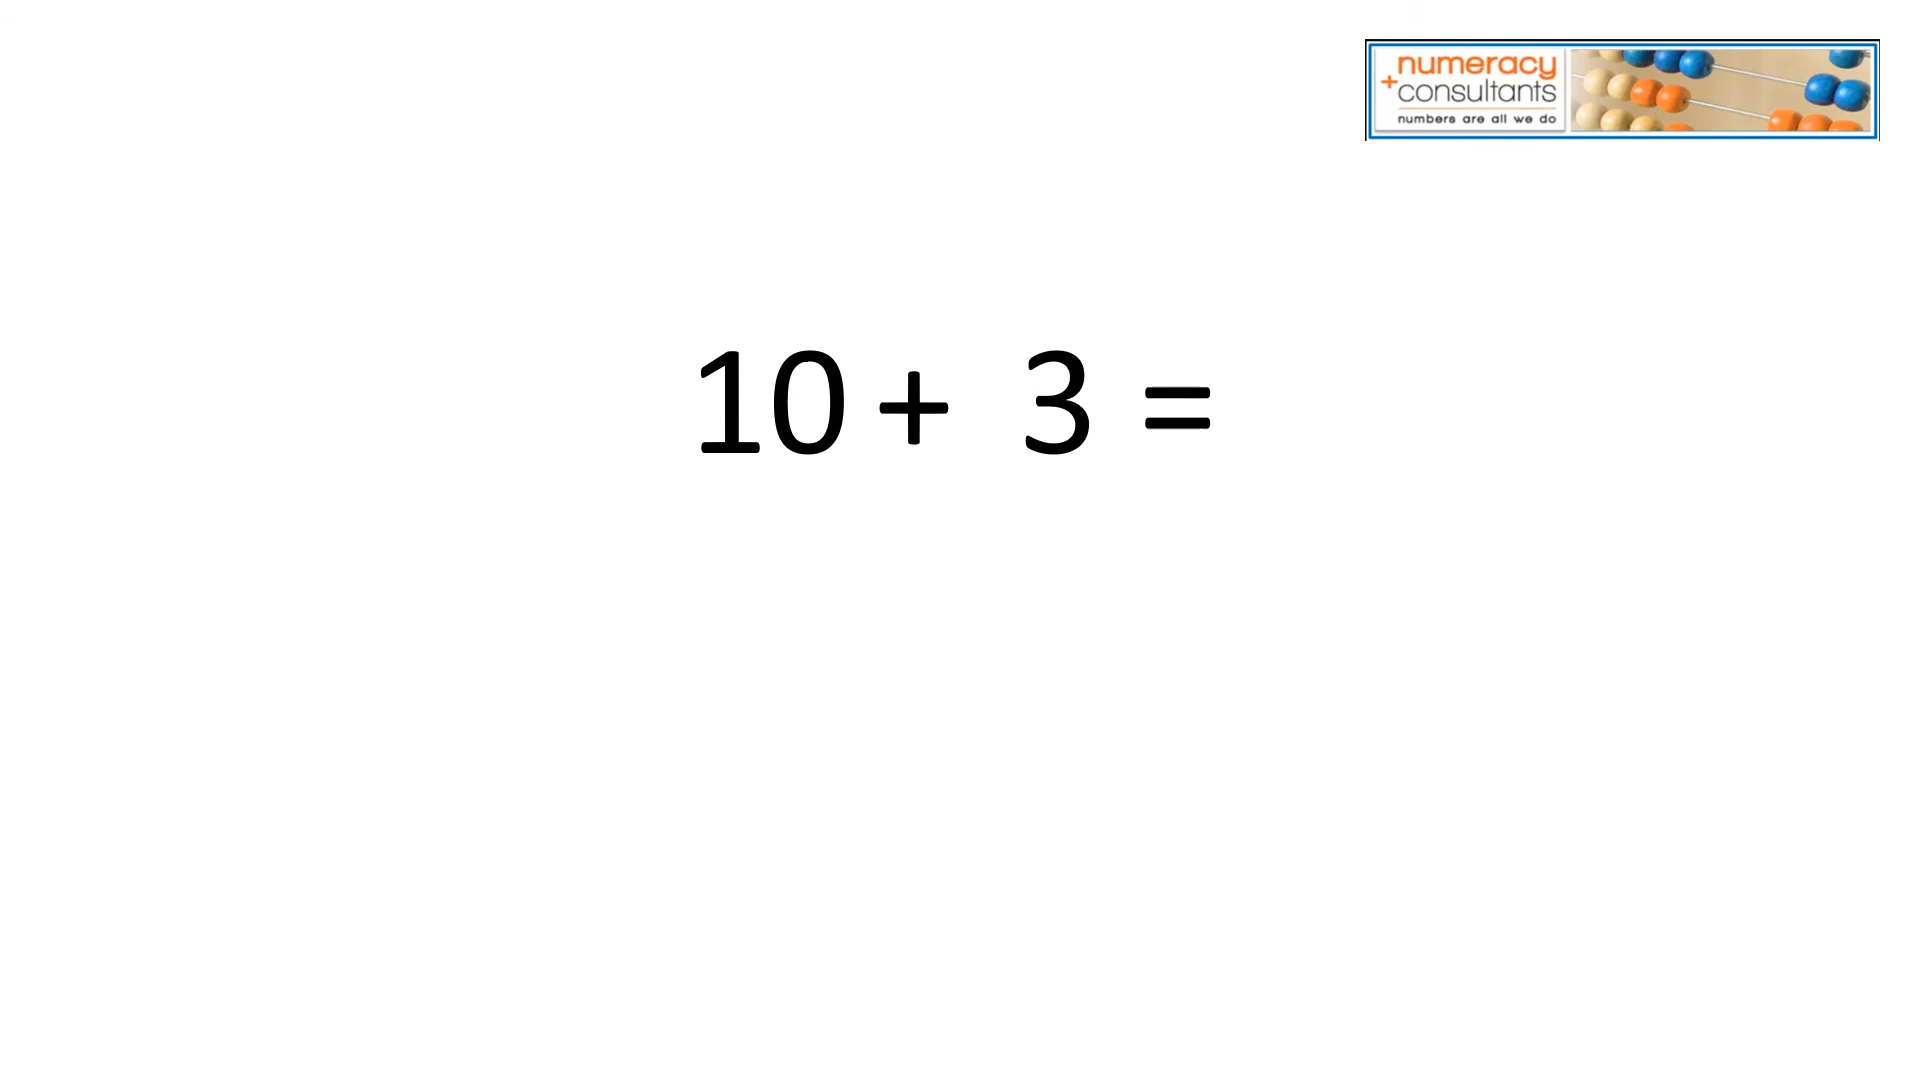 numeracy
+consultants
numbers are all we do
10 + 3 =